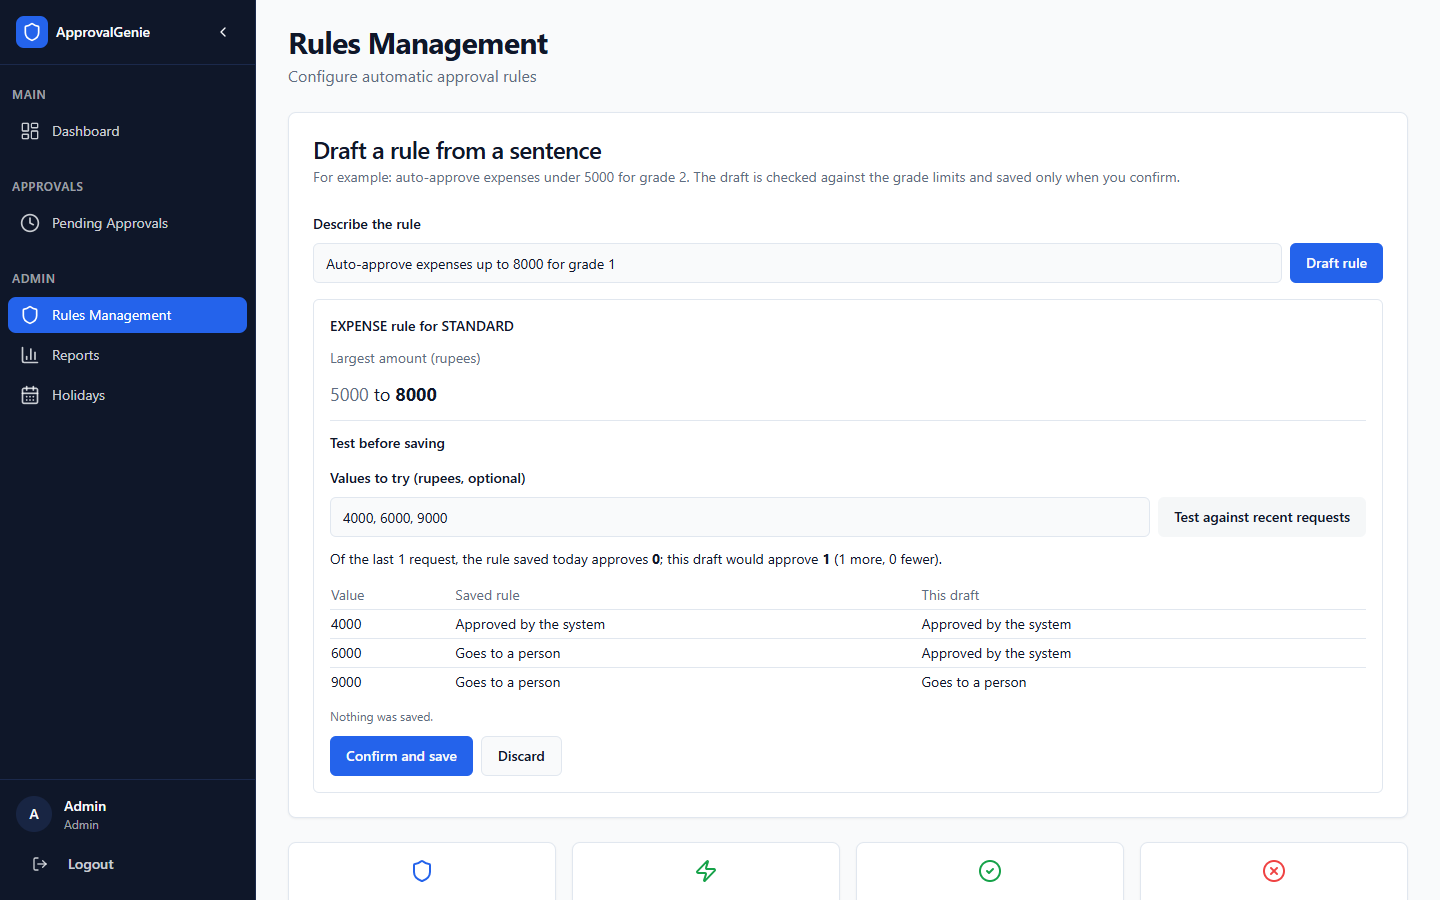 ApprovalGenie
MAIN
Dashboard
APPROVALS
Pending Approvals
ADMIN
Rules Management
Reports
Holidays
A
Admin
Admin
Logout
Rules Management
Configure automatic approval rules
Draft a rule from a sentence
For example: auto-approve expenses under 5000 for grade 2. The draft is checked against the grade limits and saved only when you confirm.
Describe the rule
Auto-approve expenses up to 8000 for grade 1
Draft rule
EXPENSE rule for STANDARD
Largest amount (rupees)
5000 to 8000
Test before saving
Values to try (rupees, optional)
4000, 6000, 9000
Test against recent requests
Of the last 1 request, the rule saved today approves 0; this draft would approve 1 (1 more, 0 fewer).
Value Saved rule This draft
4000 Approved by the system Approved by the system
6000 Goes to a person Approved by the system
9000 Goes to a person Goes to a person
Nothing was saved.
Confirm and save
Discard